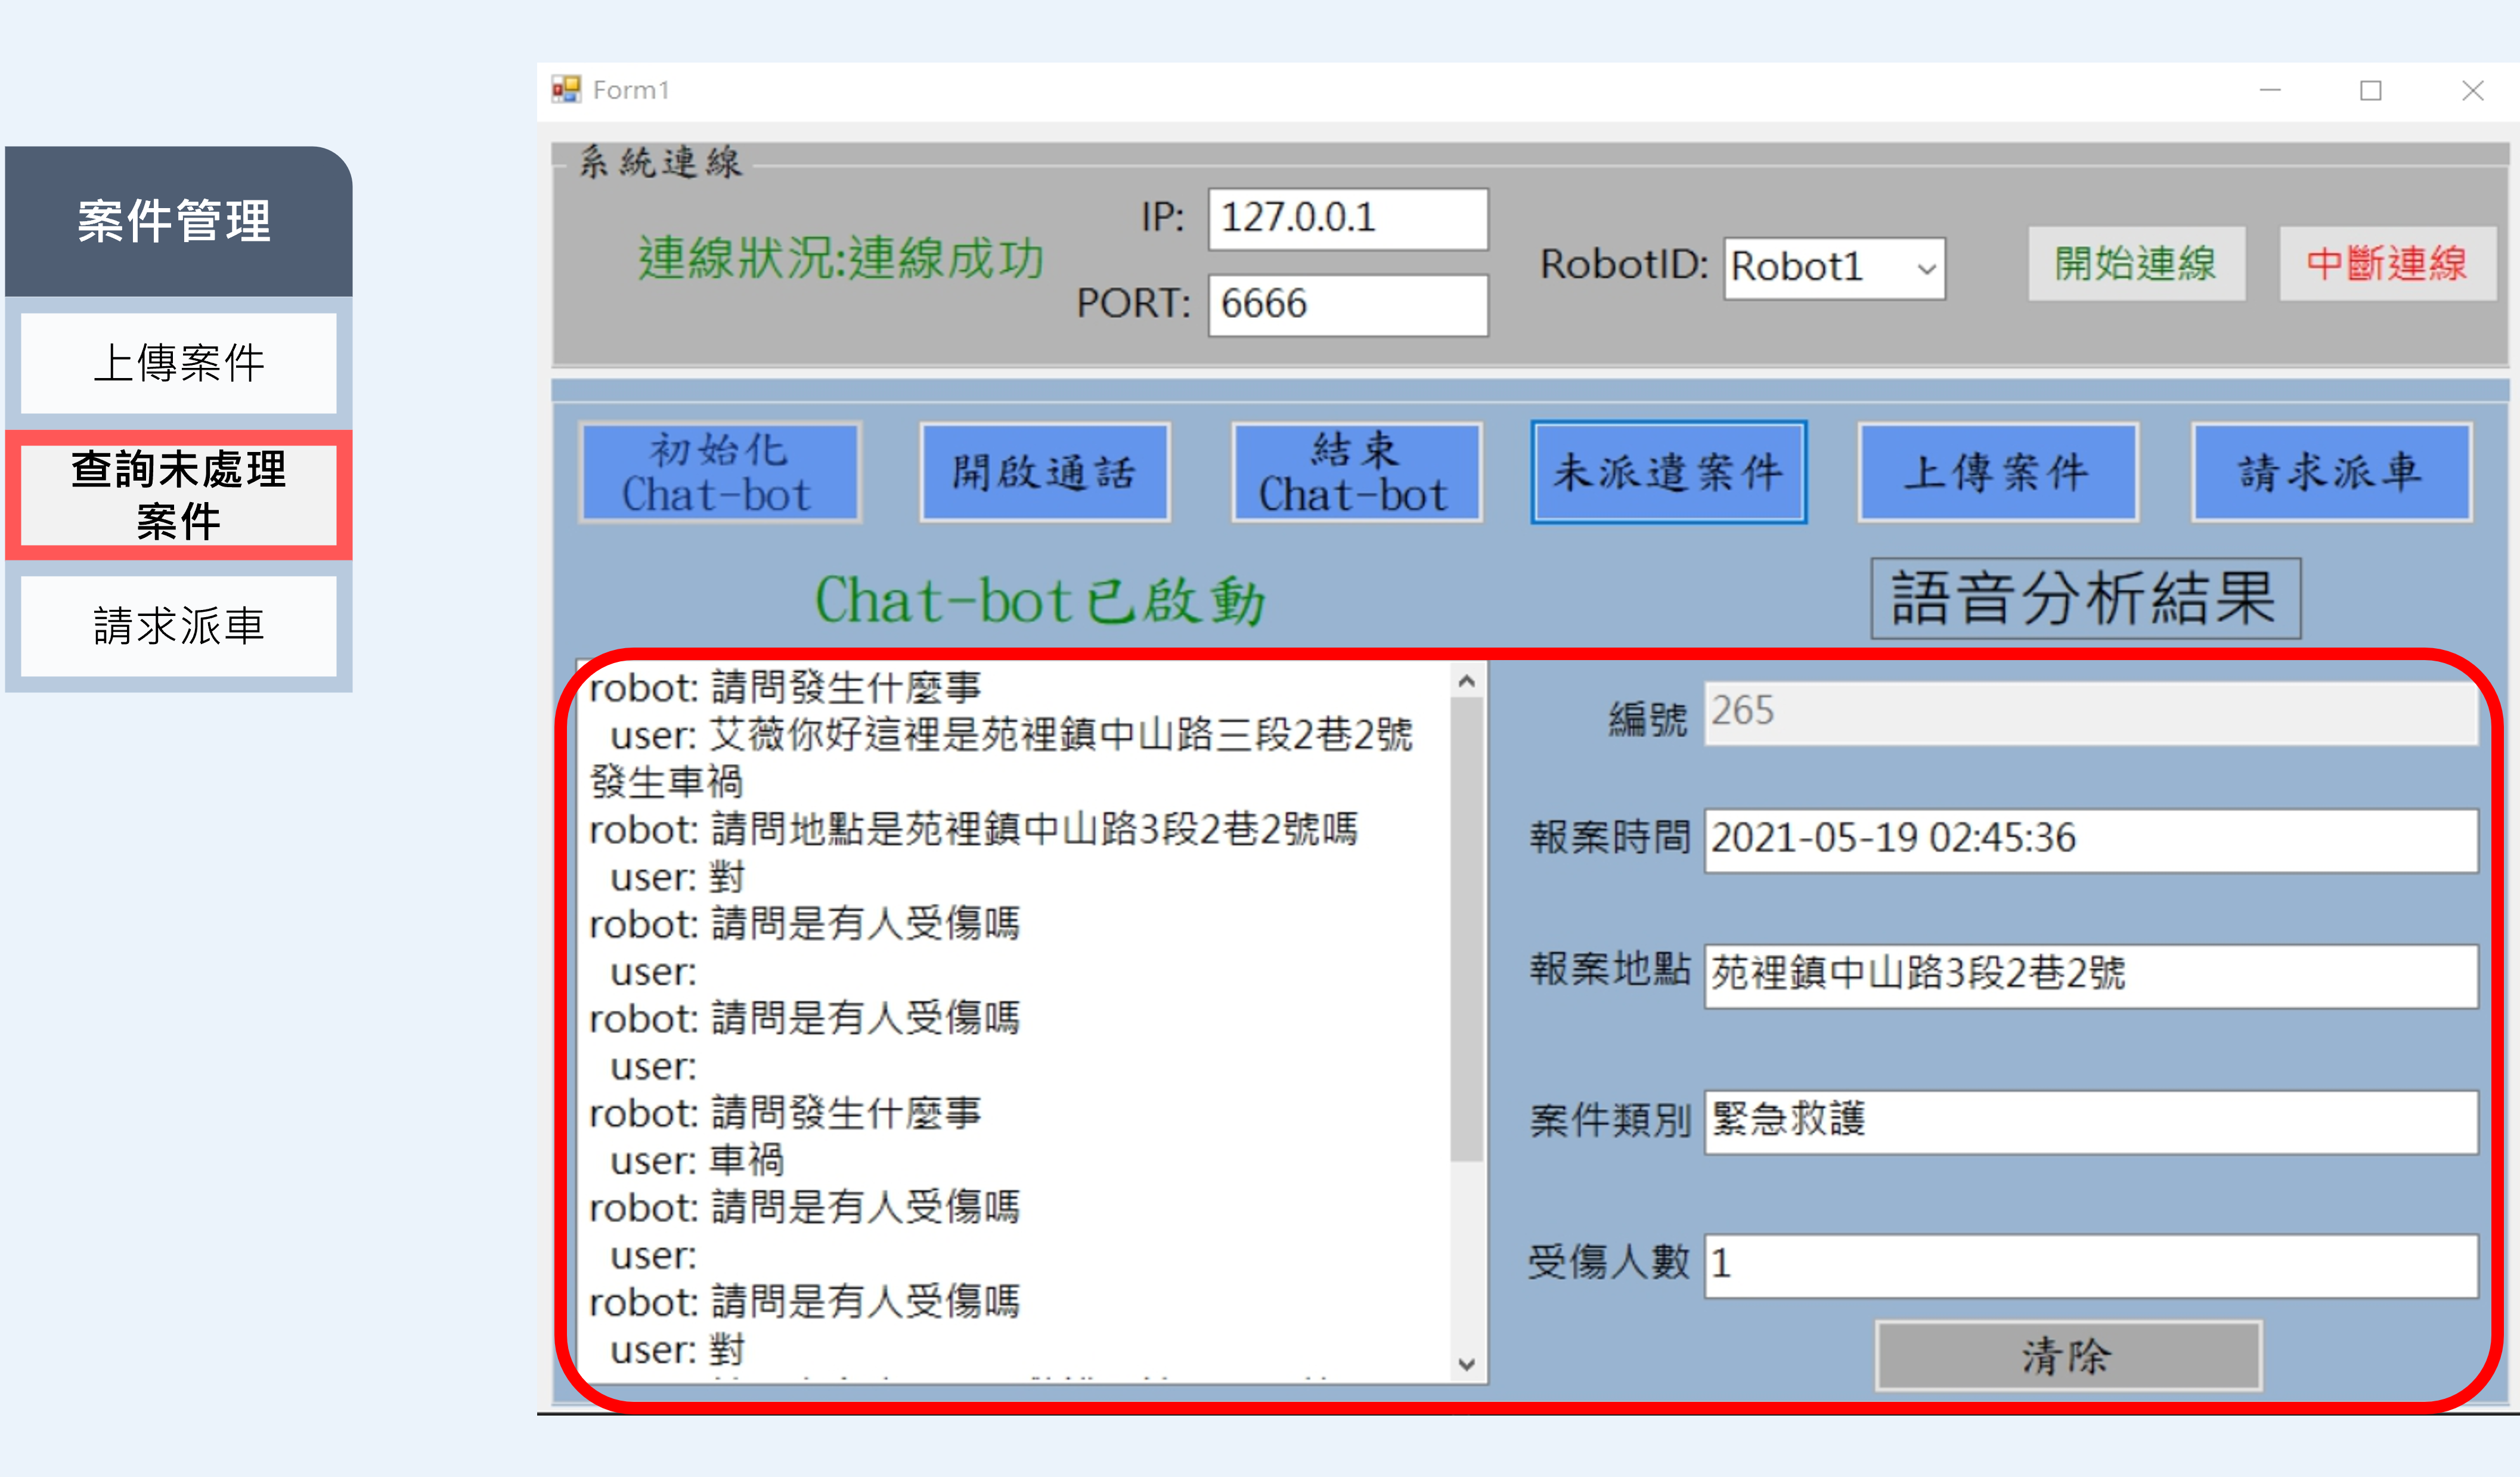 案件管理
上傳案件
查詢未處理
案件
請求派車
Form1
系統連線
連線狀況:連線成功
IP: 127.0.0.1
PORT: 6666
RobotID: Robot1
開始連線
中斷連線
初始化
Chat-bot
開啟通話
結束
Chat-bot
未派遣案件
上傳案件
請求派車
Chat-bot已啟動
語音分析結果
robot: 請問發生什麼事
user: 艾薇你好這裡是苑裡鎮中山路三段2巷2號
發生車禍
robot: 請問地點是苑裡鎮中山路3段2巷2號嗎
user: 對
robot: 請問是有人受傷嗎
user:
robot: 請問是有人受傷嗎
user:
robot: 請問發生什麼事
user: 車禍
robot: 請問是有人受傷嗎
user:
robot: 請問是有人受傷嗎
user: 對
編號 265
報案時間 2021-05-19 02:45:36
報案地點 苑裡鎮中山路3段2巷2號
案件類別 緊急救護
受傷人數 1
清除